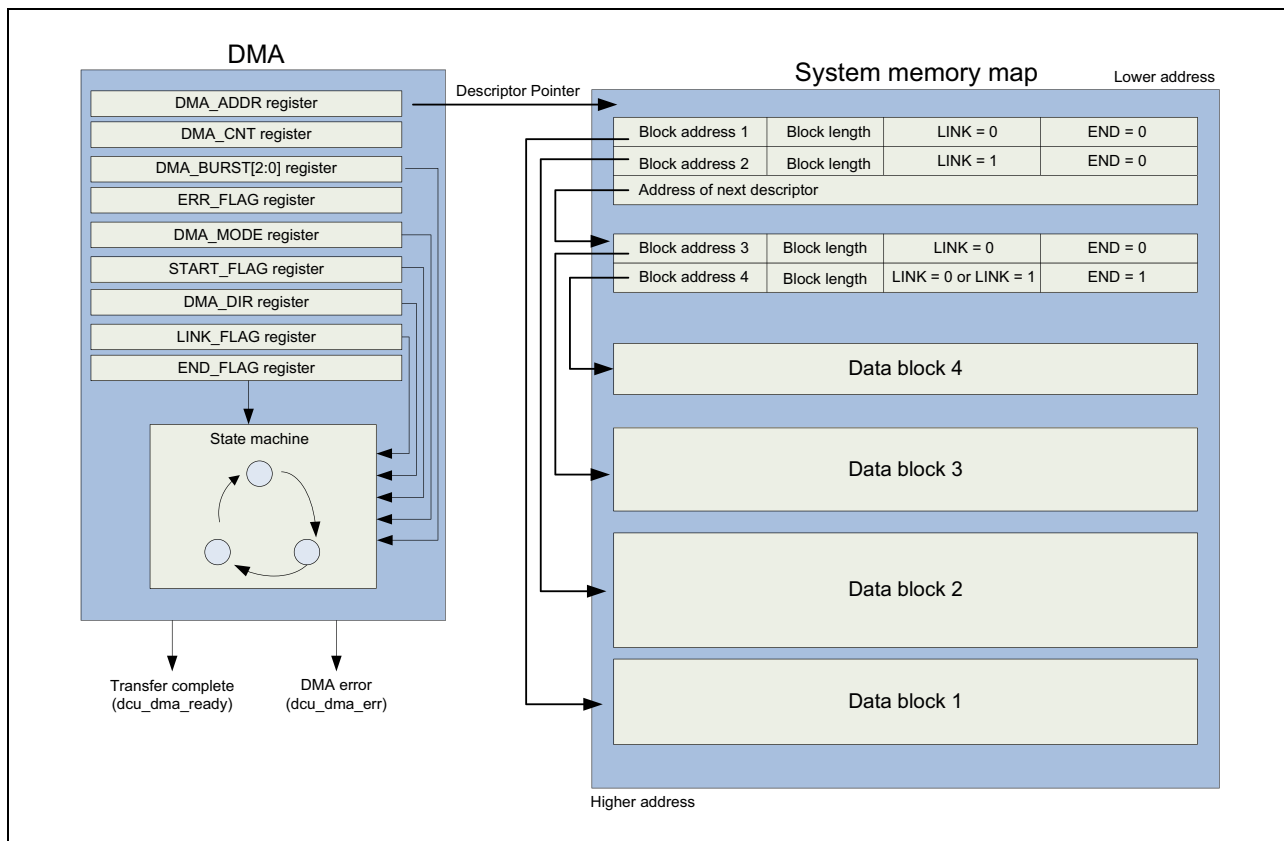 DMA
DMA_ADDR register
DMA_CNT register
DMA_BURST[2:0] register
ERR_FLAG register
DMA_MODE register
START_FLAG register
DMA_DIR register
LINK_FLAG register
END_FLAG register
State machine
Transfer complete
(dcu_dma_ready)
DMA error
(dcu_dma_err)
Descriptor Pointer
System memory map
Lower address
Block address 1 Block length LINK = 0 END = 0
Block address 2 Block length LINK = 1 END = 0
Address of next descriptor
Block address 3 Block length LINK = 0 END = 0
Block address 4 Block length LINK = 0 or LINK = 1 END = 1
Data block 4
Data block 3
Data block 2
Data block 1
Higher address